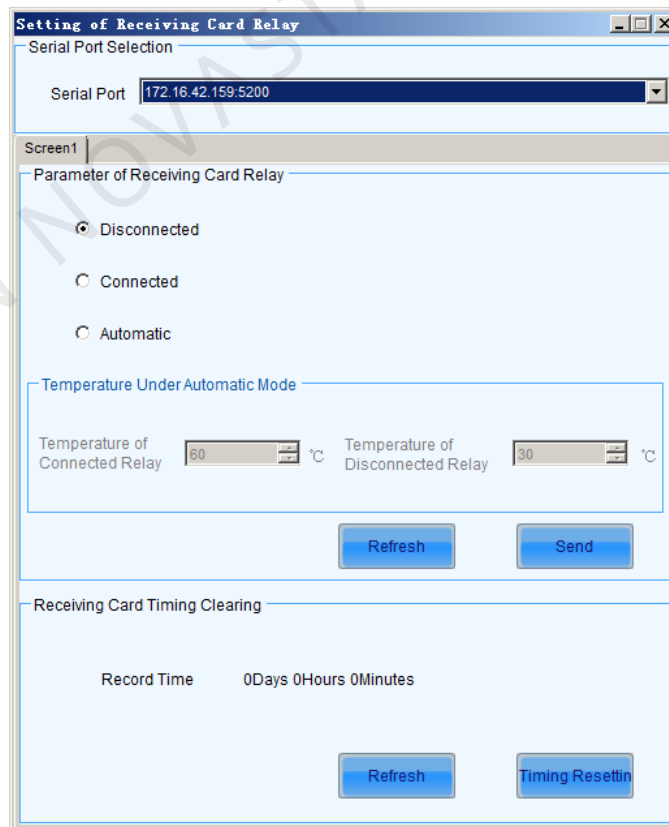 Setting of Receiving Card Relay
Serial Port Selection
Serial Port 172.16.42.159:5200
Screen1
Parameter of Receiving Card Relay
Disconnected
Connected
Automatic
Temperature Under Automatic Mode
Temperature of Connected Relay 60 ℃ Temperature of Disconnected Relay 30 ℃
Refresh Send
Receiving Card Timing Clearing
Record Time 0Days 0Hours 0Minutes
Refresh Timing Resettin
N NOVASTA